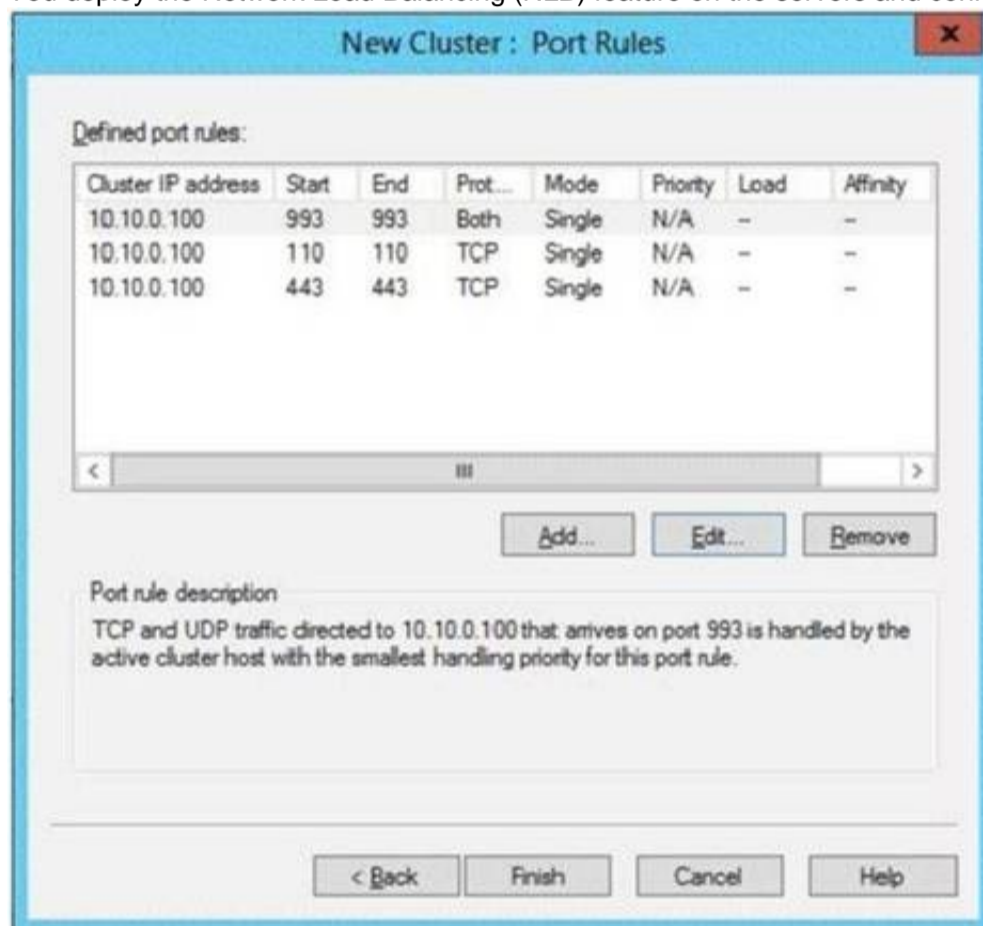 New Cluster : Port Rules
x
Defined port rules:
Cluster IP address Start End Prot... Mode Priority Load Affinity
10.10.0.100 993 993 Both Single N/A -- --
10.10.0.100 110 110 TCP Single N/A -- --
10.10.0.100 443 443 TCP Single N/A -- --
Add... Edit... Remove
Port rule description
TCP and UDP traffic directed to 10.10.0.100 that arrives on port 993 is handled by the
active cluster host with the smallest handling priority for this port rule.
< Back Finish Cancel Help